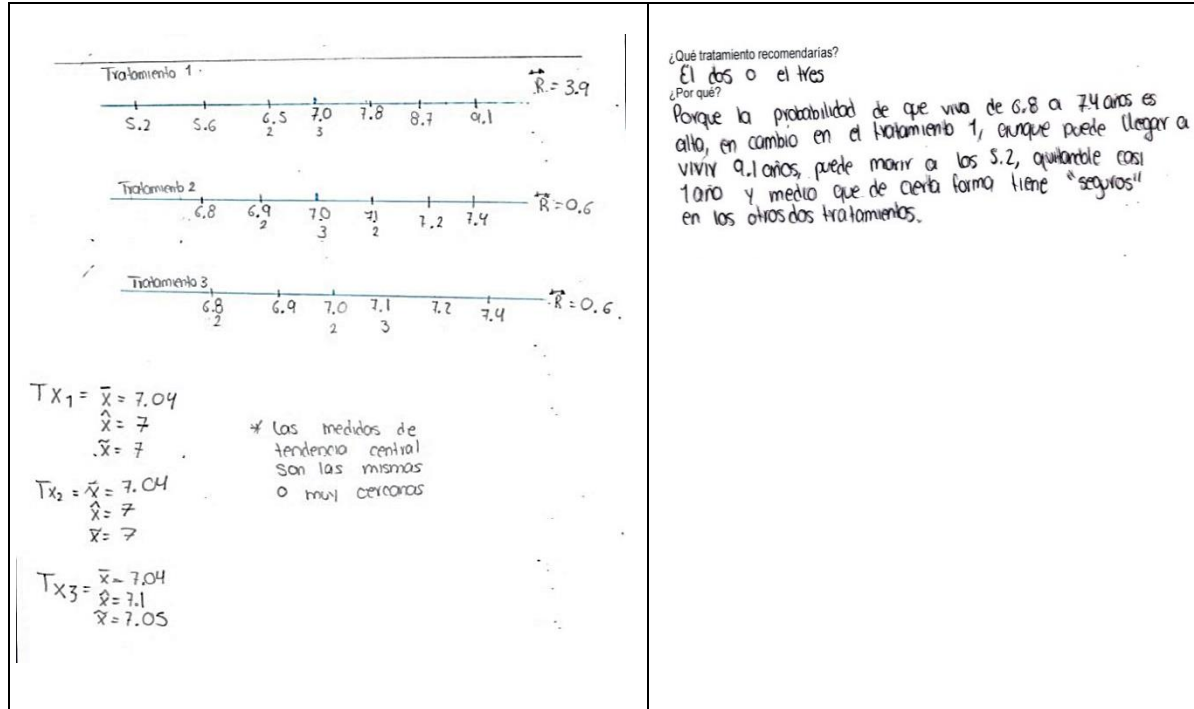 Tratamiento 1.
R = 3.9
5.2 5.6 6.5 7.0 7.8 8.7 9.1
2 3
Tratamiento 2
R = 0.6
6.8 6.9 7.0 7.1 7.2 7.4
2 3 2
Tratamiento 3
R = 0.6.
6.8 6.9 7.0 7.1 7.2 7.4
2 2 3
Tx1 = x̄ = 7.04
x̂ = 7
x̃ = 7
Tx2 = x̄ = 7.04
x̂ = 7
x̃ = 7
Tx3 = x̄ = 7.04
x̂ = 7.1
x̃ = 7.05
* las medidas de
tendencia central
son las mismas
o muy cercanas
¿Qué tratamiento recomendarías?
El dos o el tres
¿Por qué?
Porque la probabilidad de que viva de 6.8 a 7.4 años es
alta, en cambio en el tratamiento 1, aunque puede llegar a
vivir 9.1 años, puede morir a los 5.2, quitandole casi
1 año y medio que de cierta forma tiene "seguros"
en los otros dos tratamientos.